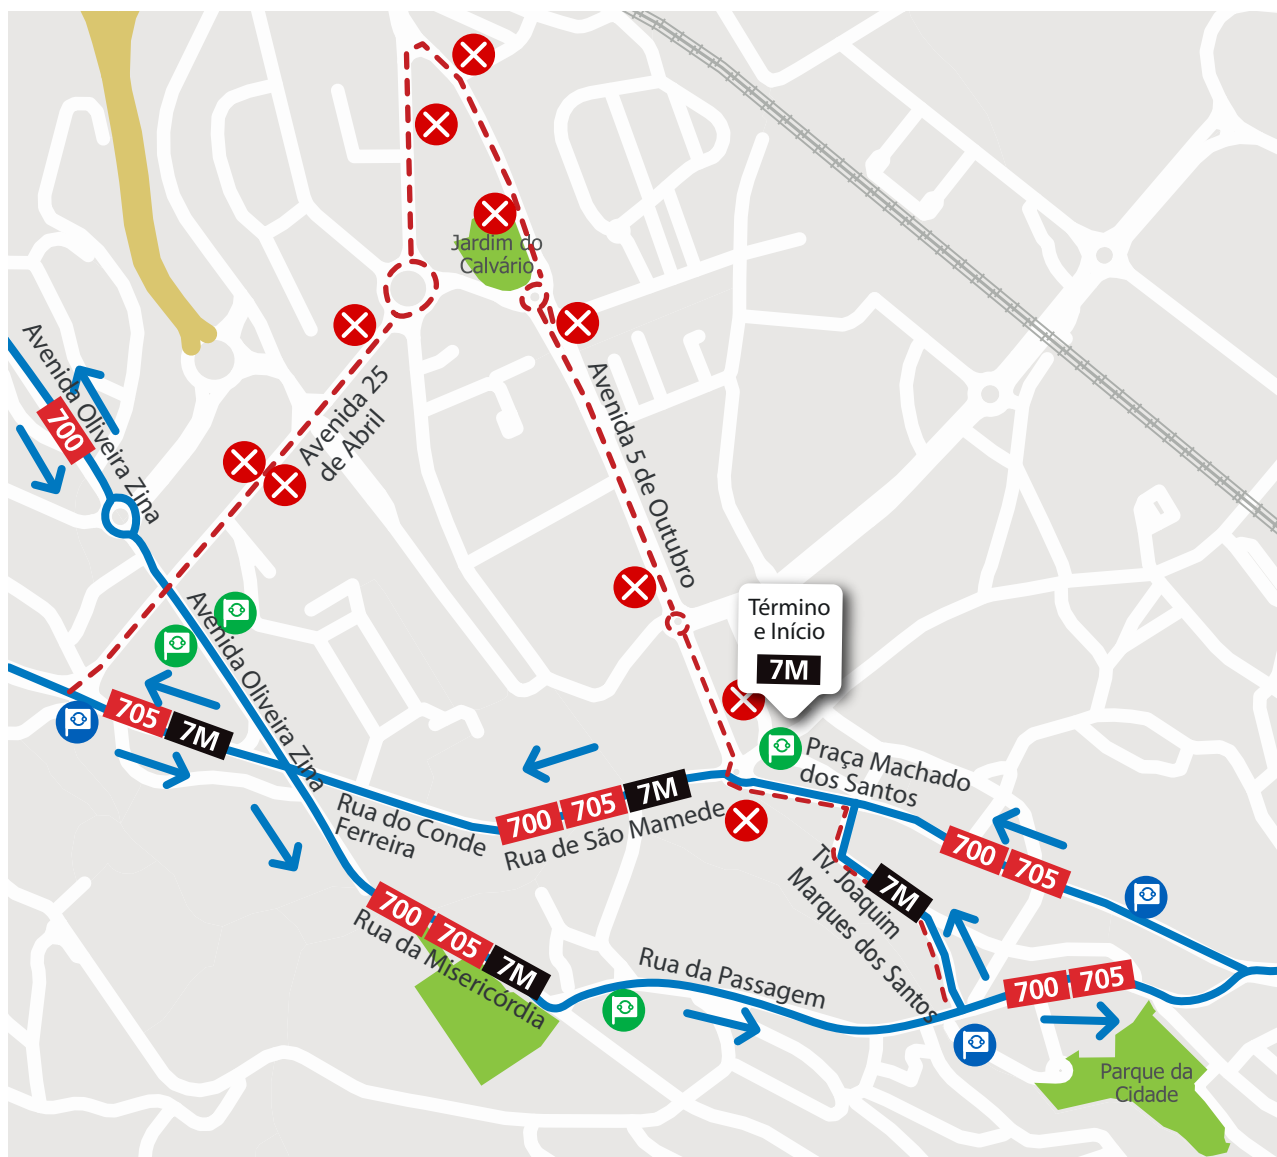 Jardim do
Calvário
Avenida Oliveira Zina
700
Avenida 25
de Abril
Avenida 5 de Outubro
Término
e Início
7M
Avenida Oliveira Zina
705 7M
Praça Machado
dos Santos
Rua do Conde
Ferreira
700 705 7M
Rua de São Mamede
700 705
Tv. Joaquim
Marques dos Santos
7M
700 705 7M
Rua da Misericórdia
Rua da Passagem
700 705
Parque da
Cidade